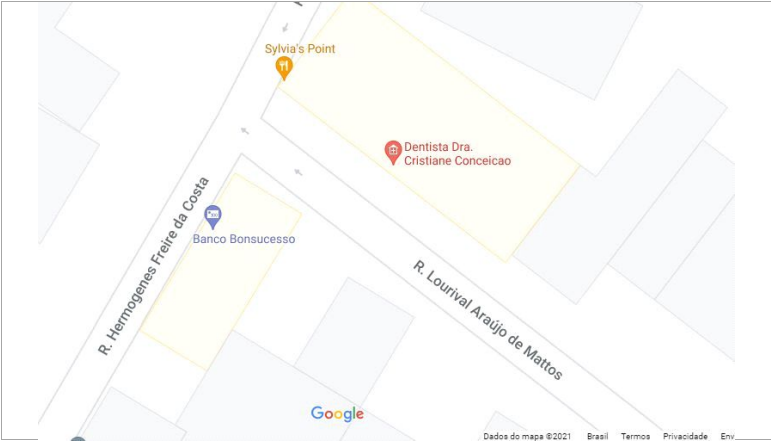 Sylvia's Point
Dentista Dra.
Cristiane Conceicao
R. Hermogenes Freire da Costa
Banco Bonsucesso
R. Lourival Araújo de Mattos
Google
Dados do mapa ©2021 Brasil Termos Privacidade Env